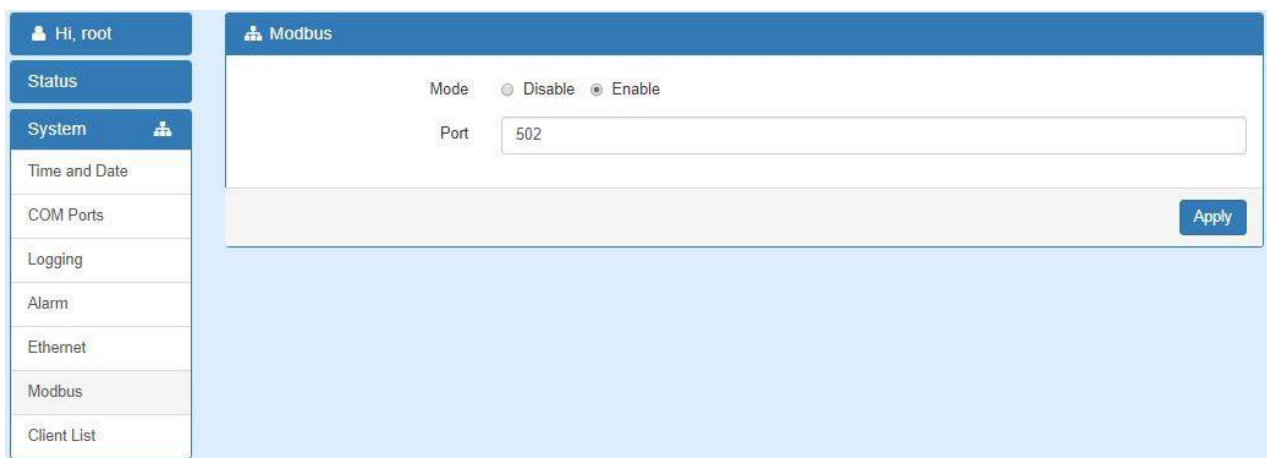 Hi, root
Status
System
Time and Date
COM Ports
Logging
Alarm
Ethernet
Modbus
Client List
Modbus
Mode Disable Enable
Port 502
Apply